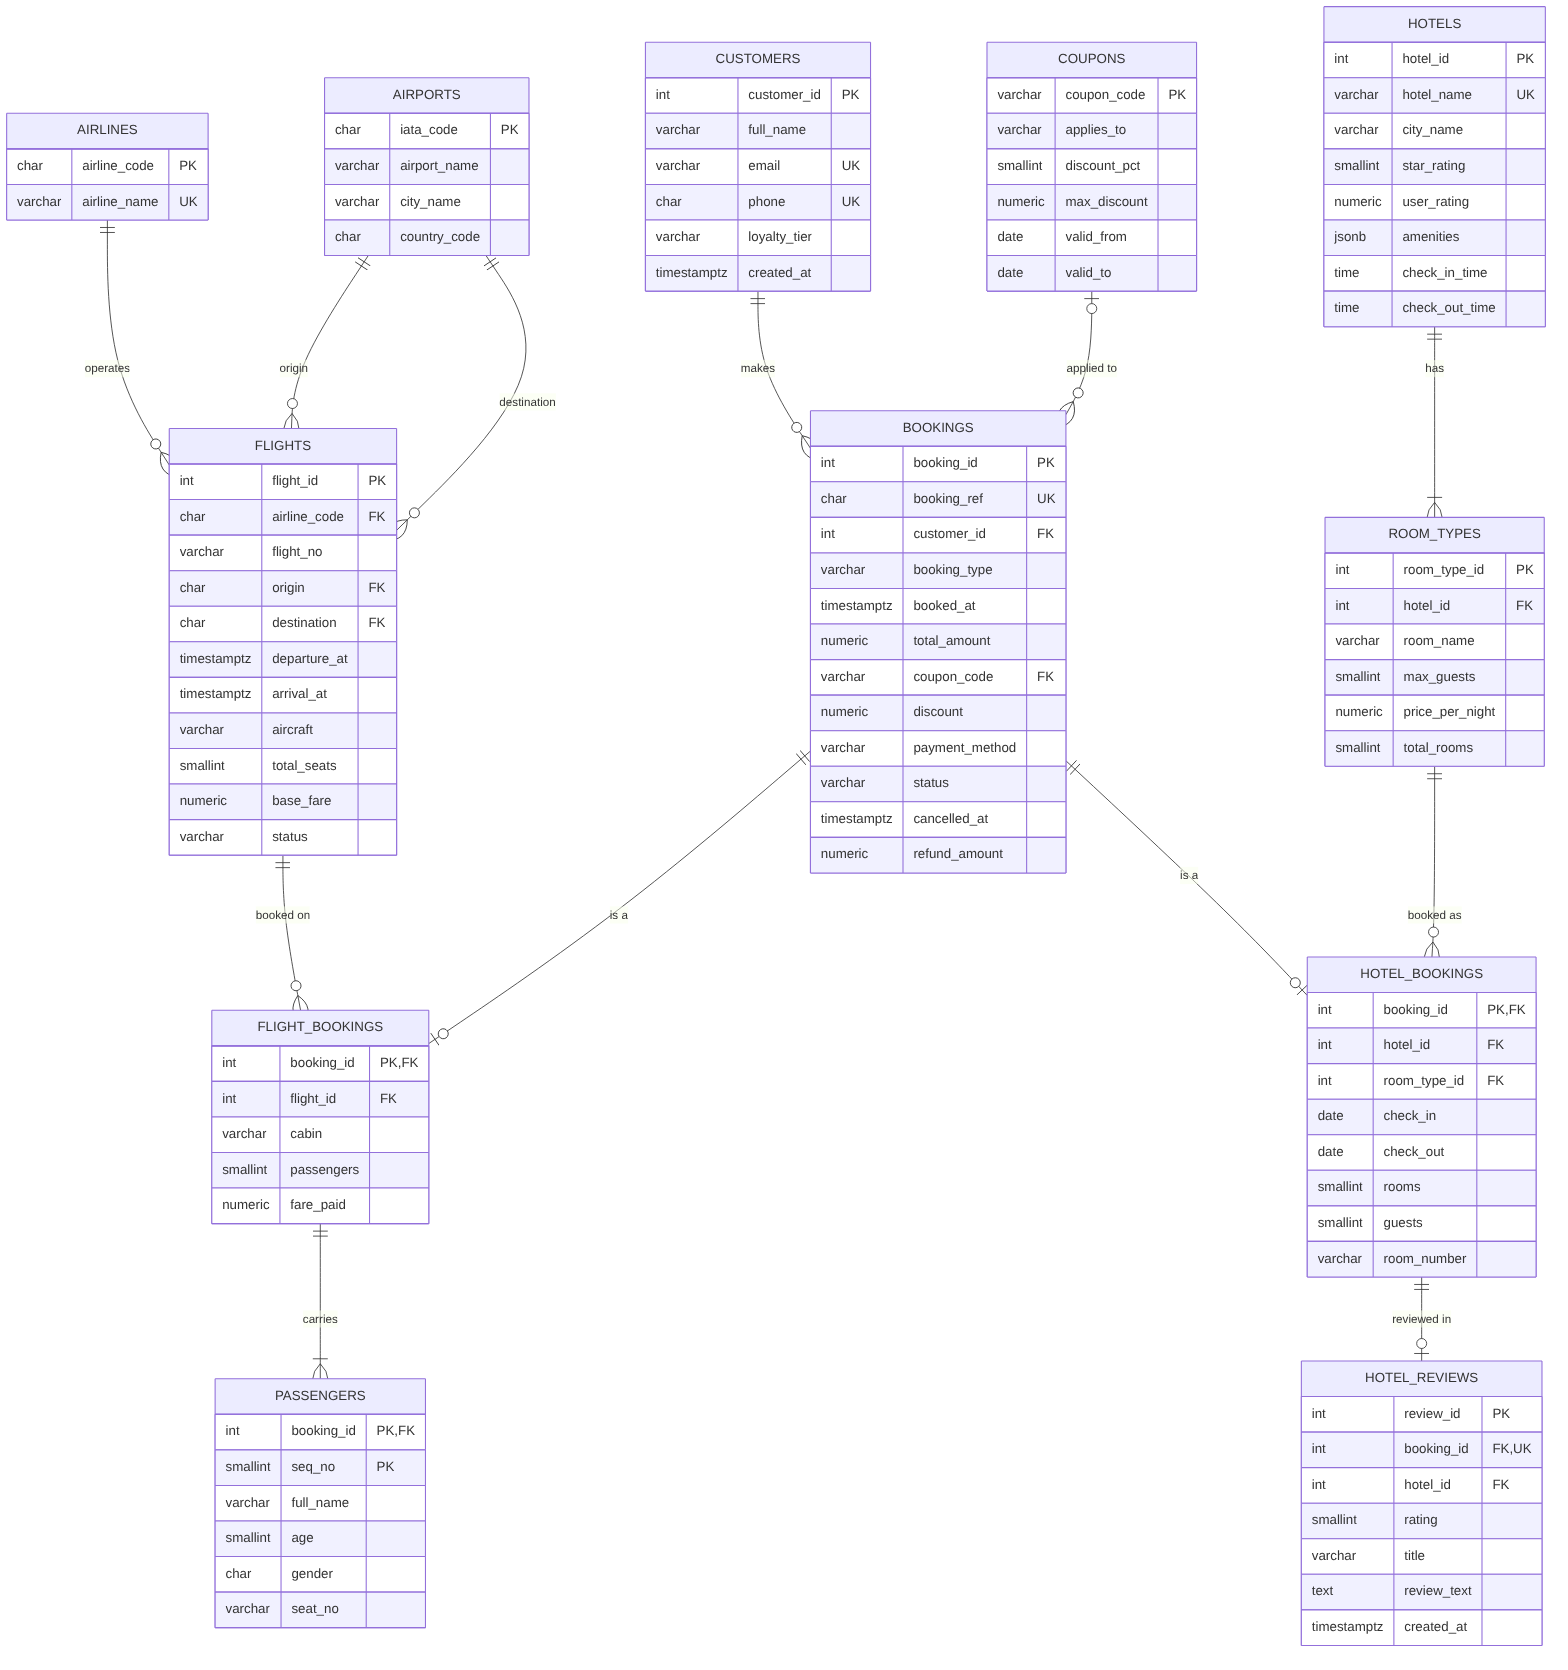 HOTELS
int hotel_id PK
varchar hotel_name UK
varchar city_name
smallint star_rating
numeric user_rating
jsonb amenities
time check_in_time
time check_out_time
CUSTOMERS
int customer_id PK
varchar full_name
varchar email UK
char phone UK
varchar loyalty_tier
timestamptz created_at
COUPONS
varchar coupon_code PK
varchar applies_to
smallint discount_pct
numeric max_discount
date valid_from
date valid_to
AIRPORTS
char iata_code PK
varchar airport_name
varchar city_name
char country_code
AIRLINES
char airline_code PK
varchar airline_name UK
operates
origin
destination
makes
applied to
has
FLIGHTS
int flight_id PK
char airline_code FK
varchar flight_no
char origin FK
char destination FK
timestamptz departure_at
timestamptz arrival_at
varchar aircraft
smallint total_seats
numeric base_fare
varchar status
BOOKINGS
int booking_id PK
char booking_ref UK
int customer_id FK
varchar booking_type
timestamptz booked_at
numeric total_amount
varchar coupon_code FK
numeric discount
varchar payment_method
varchar status
timestamptz cancelled_at
numeric refund_amount
ROOM_TYPES
int room_type_id PK
int hotel_id FK
varchar room_name
smallint max_guests
numeric price_per_night
smallint total_rooms
booked on
is a
is a
booked as
FLIGHT_BOOKINGS
int booking_id PK,FK
int flight_id FK
varchar cabin
smallint passengers
numeric fare_paid
HOTEL_BOOKINGS
int booking_id PK,FK
int hotel_id FK
int room_type_id FK
date check_in
date check_out
smallint rooms
smallint guests
varchar room_number
carries
reviewed in
PASSENGERS
int booking_id PK,FK
smallint seq_no PK
varchar full_name
smallint age
char gender
varchar seat_no
HOTEL_REVIEWS
int review_id PK
int booking_id FK,UK
int hotel_id FK
smallint rating
varchar title
text review_text
timestamptz created_at